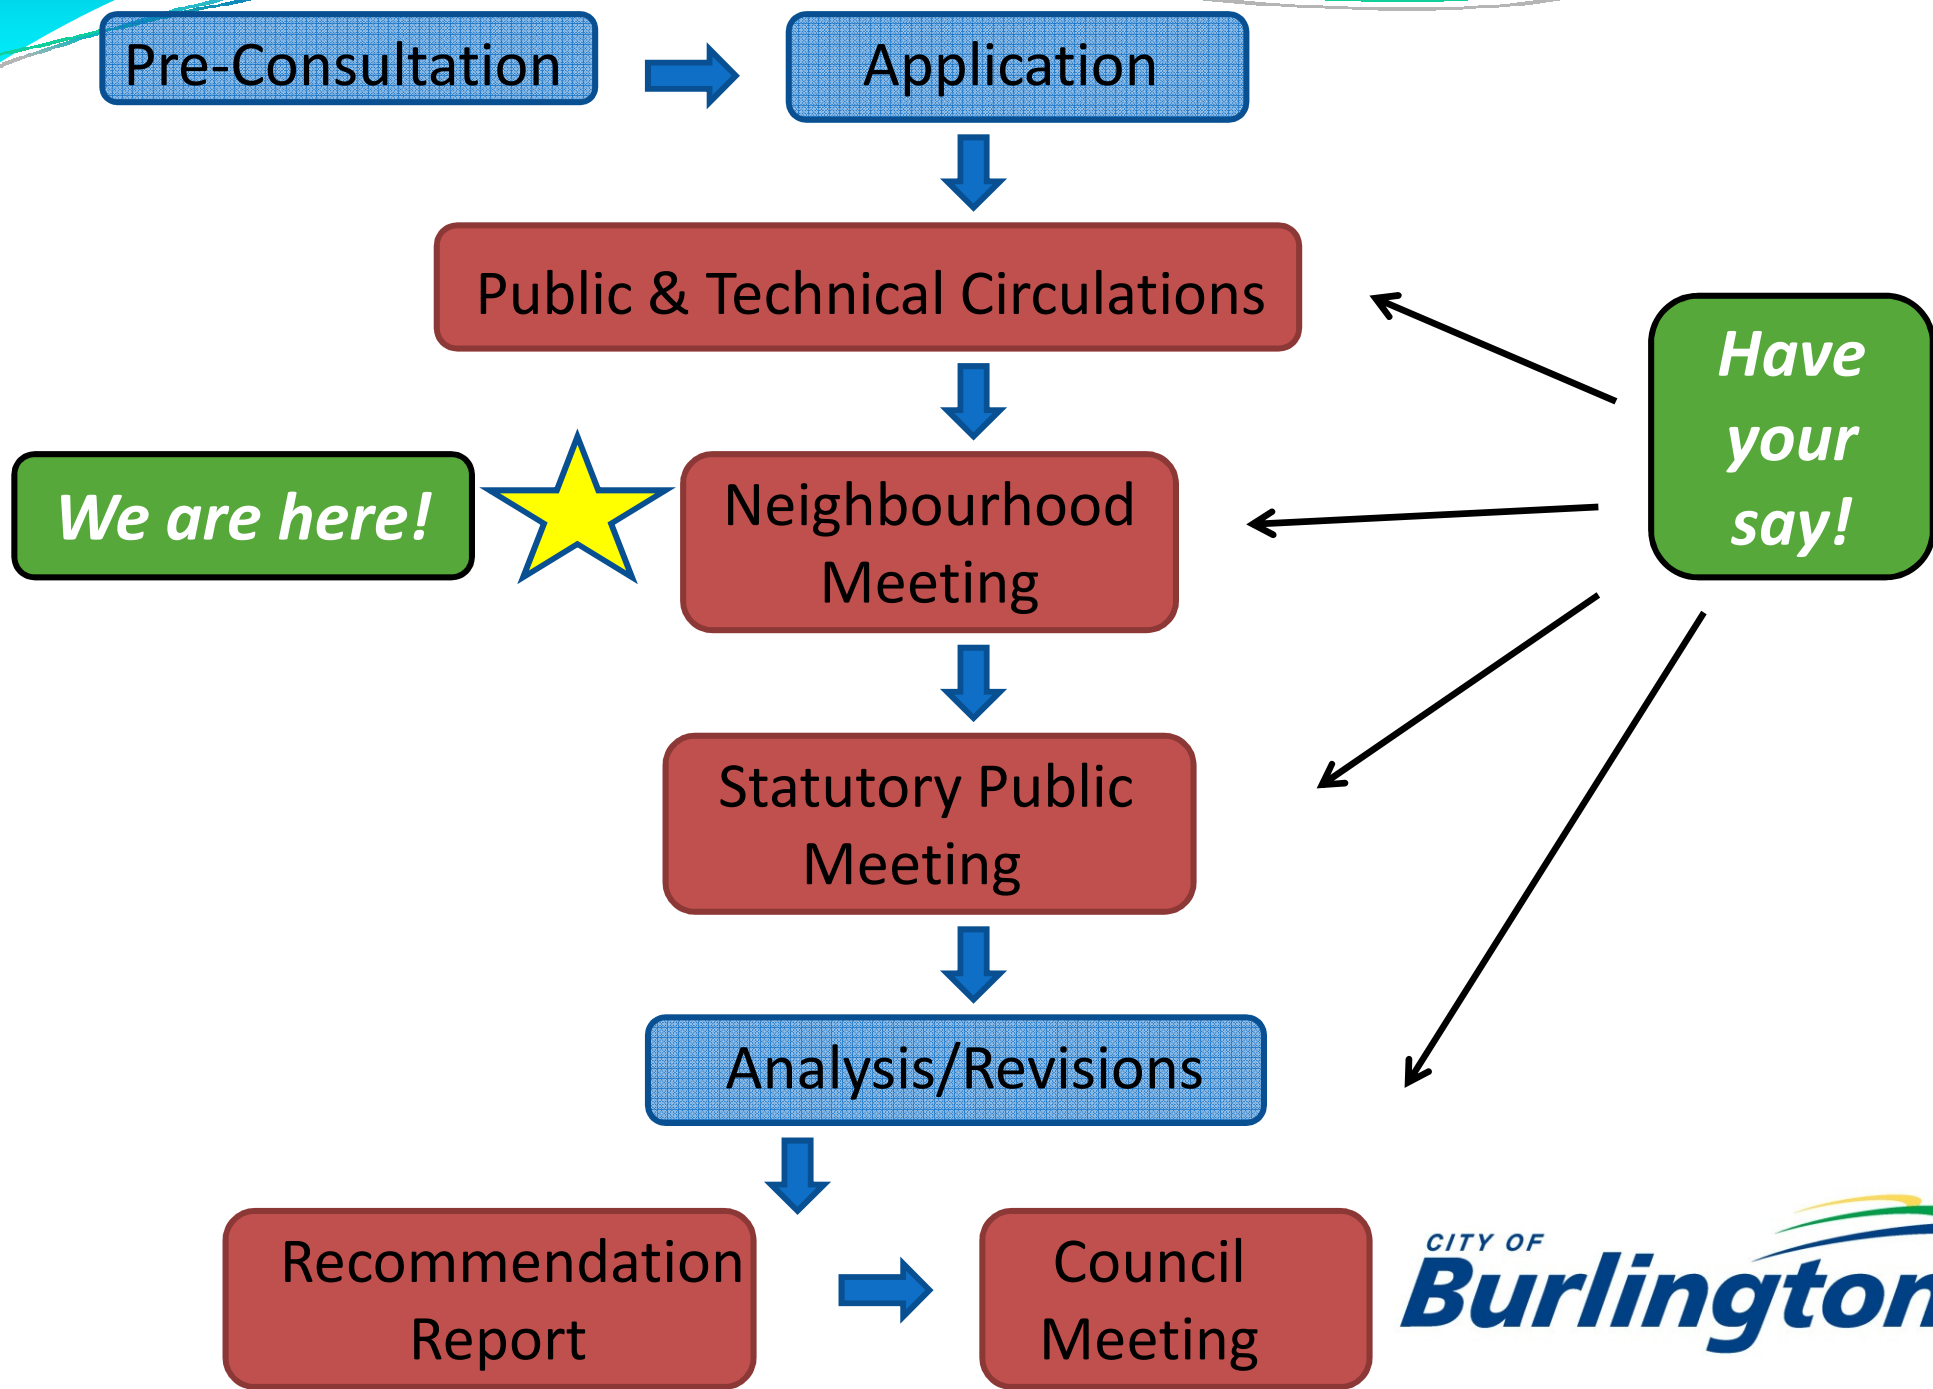 Pre-Consultation
Application
Public & Technical Circulations
Have
your
say!
We are here!
Neighbourhood
Meeting
Statutory Public
Meeting
Analysis/Revisions
Recommendation
Report
Council
Meeting
CITY OF
Burlington